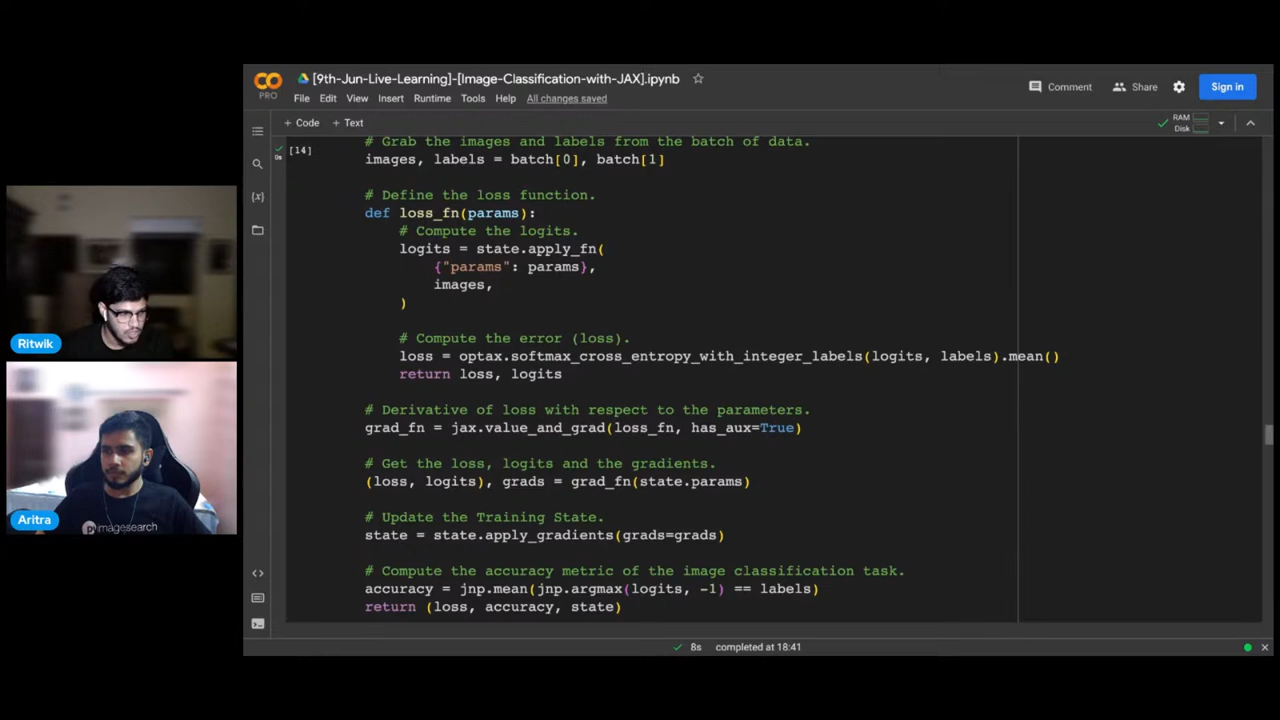 [9th-Jun-Live-Learning]-[Image-Classification-with-JAX].ipynb
PRO
File Edit View Insert Runtime Tools Help All changes saved
Comment Share Sign in
+ Code + Text
RAM
Disk
# Grab the images and labels from the batch of data.
[14]
0s
images, labels = batch[0], batch[1]
# Define the loss function.
{x}
def loss_fn(params):
# Compute the logits.
logits = state.apply_fn(
{"params": params},
images,
)
# Compute the error (loss).
loss = optax.softmax_cross_entropy_with_integer_labels(logits, labels).mean()
return loss, logits
# Derivative of loss with respect to the parameters.
grad_fn = jax.value_and_grad(loss_fn, has_aux=True)
# Get the loss, logits and the gradients.
(loss, logits), grads = grad_fn(state.params)
# Update the Training State.
state = state.apply_gradients(grads=grads)
# Compute the accuracy metric of the image classification task.
accuracy = jnp.mean(jnp.argmax(logits, -1) == labels)
return (loss, accuracy, state)
8s completed at 18:41
Ritwik
pyimagesearch
Aritra